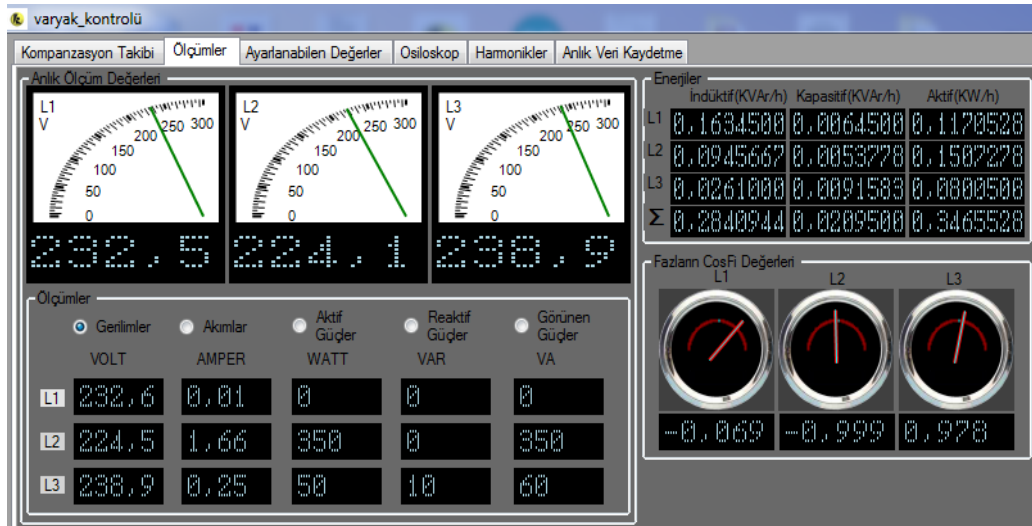 varyak_kontrolü
Kompanzasyon Takibi Ölçümler Ayarlanabilen Değerler Osiloskop Harmonikler Anlık Veri Kaydetme
Anlık Ölçüm Değerleri
L1
V
0 50 100 150 200 250 300
232,5
L2
V
0 50 100 150 200 250 300
224,1
L3
V
0 50 100 150 200 250 300
238,9
Ölçümler
Gerilimler Akımlar Aktif Güçler Reaktif Güçler Görünen Güçler
VOLT AMPER WATT VAR VA
L1 232,6 0,01 0 0 0
L2 224,5 1,66 350 0 350
L3 238,9 0,25 50 10 60
Enerjiler
İndüktif(KVAr/h) Kapasitif(KVAr/h) Aktif(KW/h)
L1 0,1634500 0,0064500 0,1170528
L2 0,0945667 0,0053778 0,1507278
L3 0,0261000 0,0091583 0,0800508
Σ 0,2840944 0,0209500 0,3465528
Fazların CosFi Değerleri
L1 L2 L3
-0,069 -0,999 0,978